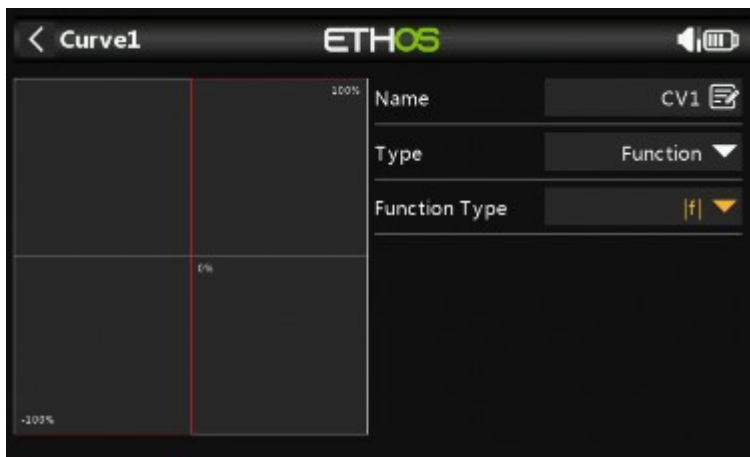 Curve1
ETHOS
100%
Name
CV1
Type
Function
Function Type
|f|
0%
-100%